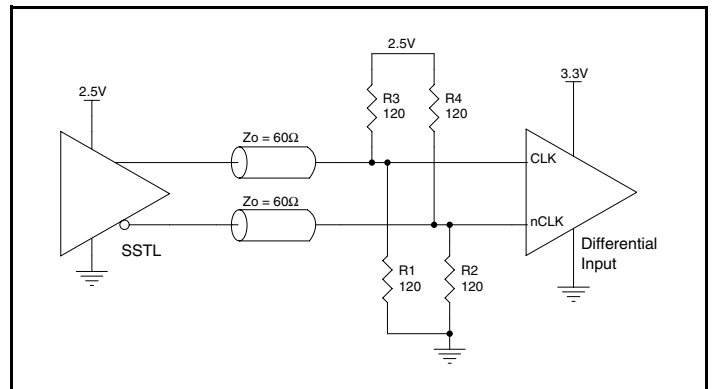 2.5V
2.5V
3.3V
R3
120
R4
120
Zo = 60Ω
CLK
Zo = 60Ω
nCLK
SSTL
Differential
Input
R1
120
R2
120